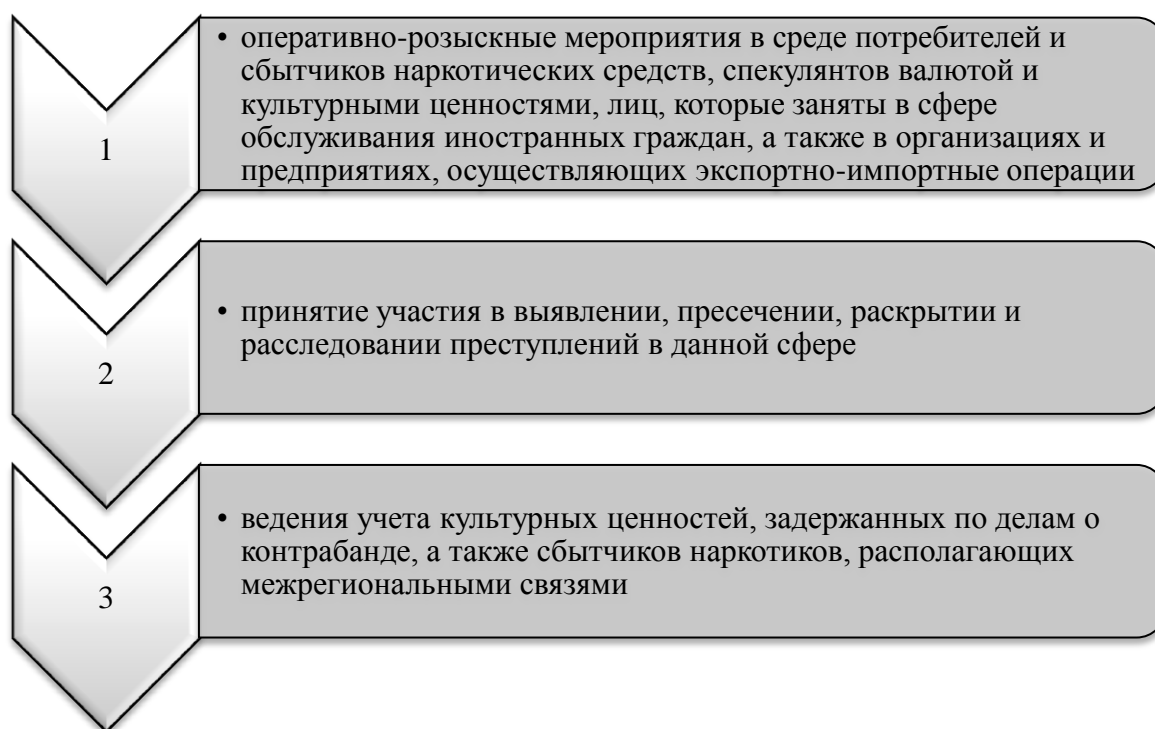 1
• оперативно-розыскные мероприятия в среде потребителей и
сбытчиков наркотических средств, спекулянтов валютой и
культурными ценностями, лиц, которые заняты в сфере
обслуживания иностранных граждан, а также в организациях и
предприятиях, осуществляющих экспортно-импортные операции
2
• принятие участия в выявлении, пресечении, раскрытии и
расследовании преступлений в данной сфере
3
• ведения учета культурных ценностей, задержанных по делам о
контрабанде, а также сбытчиков наркотиков, располагающих
межрегиональными связями